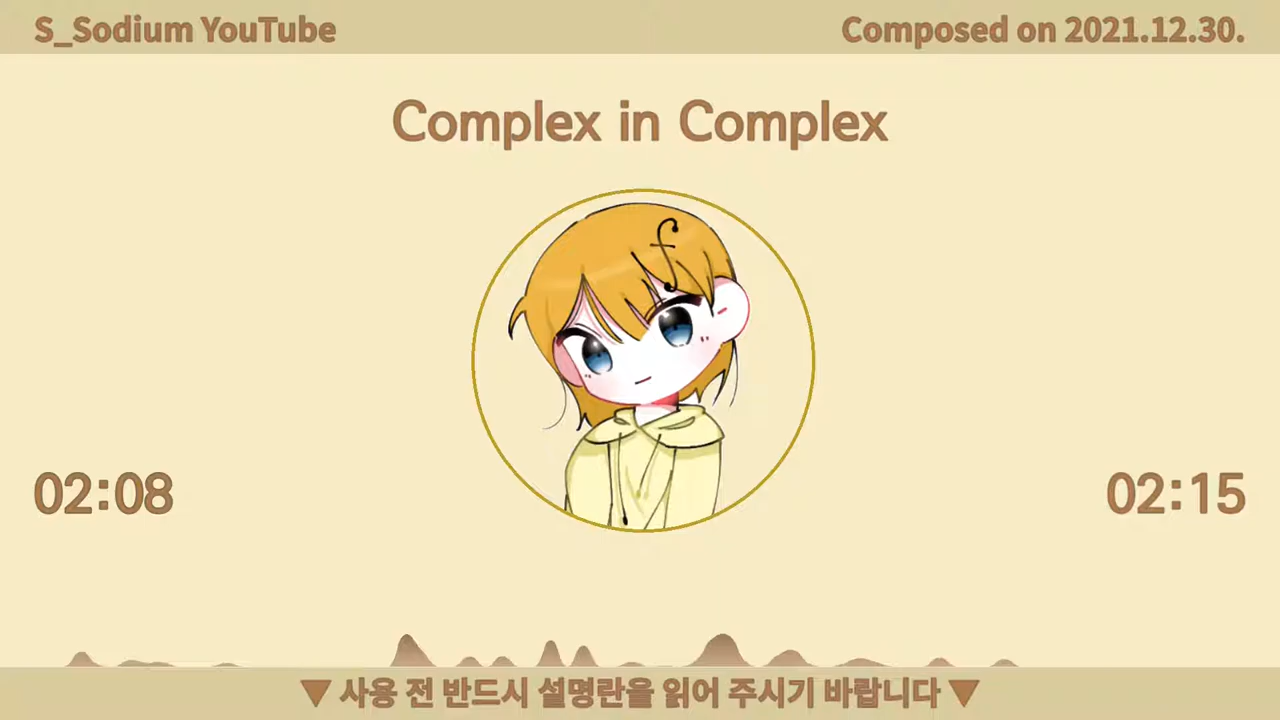 S_Sodium YouTube
Composed on 2021.12.30.
Complex in Complex
02:08
02:15
▼ 사용 전 반드시 설명란을 읽어 주시기 바랍니다 ▼